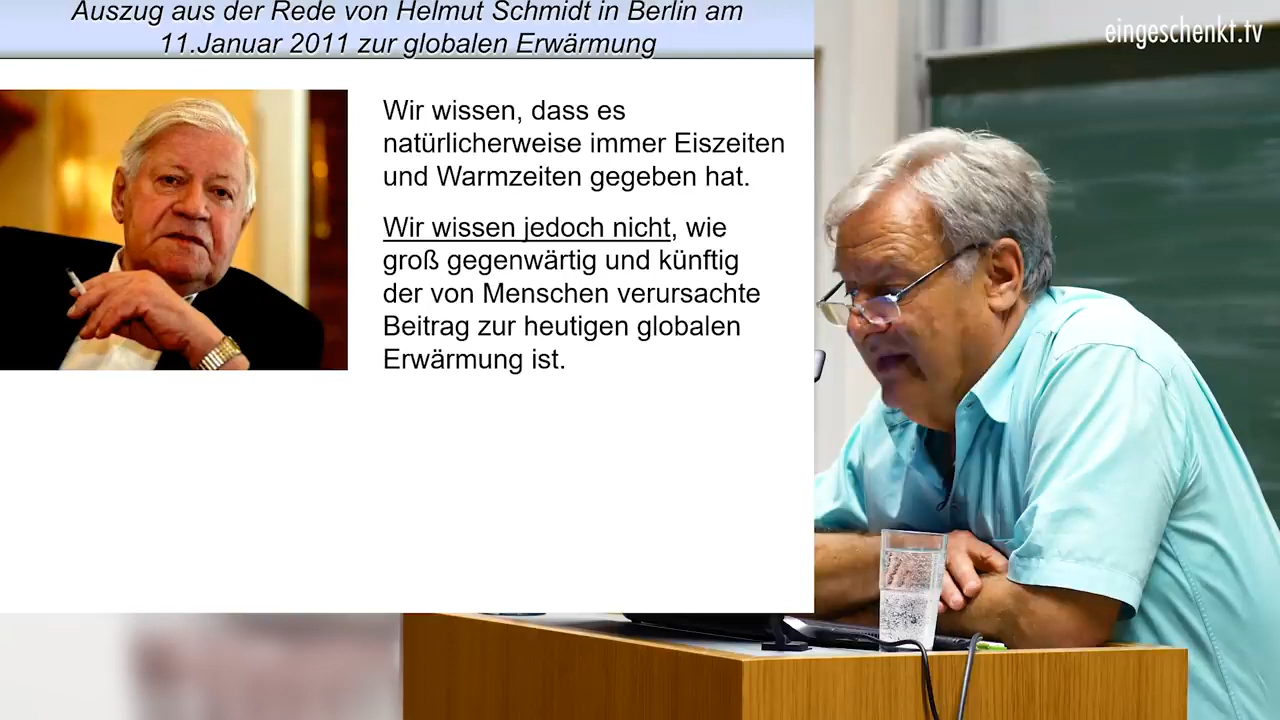 Auszug aus der Rede von Helmut Schmidt in Berlin am
11.Januar 2011 zur globalen Erwärmung
eingeschenkt.tv
Wir wissen, dass es
natürlicherweise immer Eiszeiten
und Warmzeiten gegeben hat.
Wir wissen jedoch nicht, wie
groß gegenwärtig und künftig
der von Menschen verursachte
Beitrag zur heutigen globalen
Erwärmung ist.